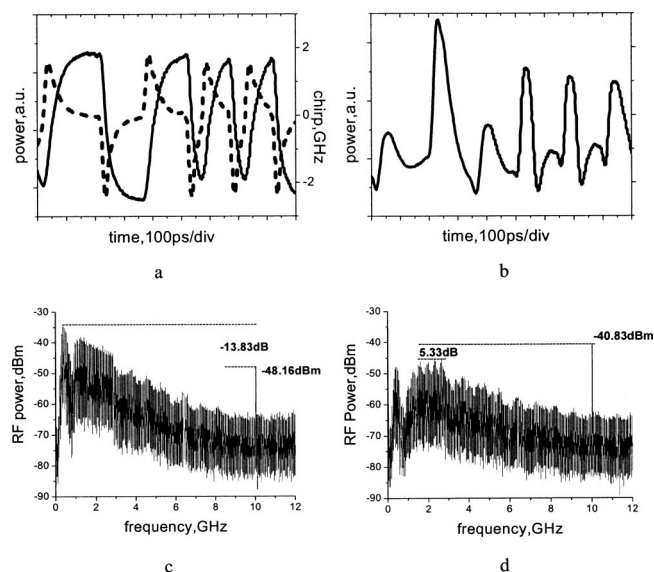 power,a.u.
2
0
-2
chirp,GHz
time,100ps/div
a
power,a.u.
time,100ps/div
b
-30
-40
-50
-60
-70
-80
-90
RF power,dBm
-13.83dB
-48.16dBm
0 2 4 6 8 10 12
frequency,GHz
c
-30
-40
-50
-60
-70
-80
-90
RF Power,dBm
5.33dB
-40.83dBm
0 2 4 6 8 10 12
frequency,GHz
d